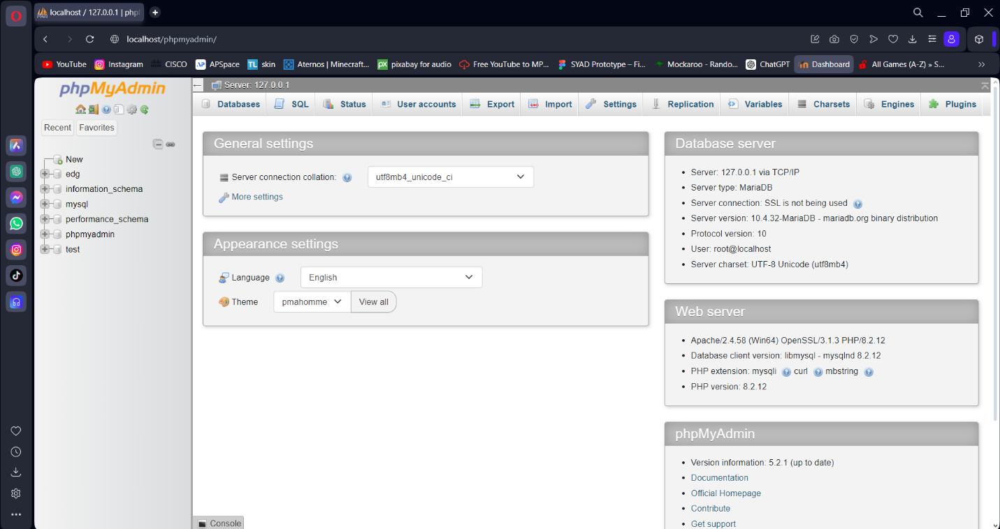 localhost / 127.0.0.1 | phpl
localhost/phpmyadmin/
YouTube Instagram CISCO APSpace skin Aternos | Minecraft... pixabay for audio Free YouTube to MP... SYAD Prototype – Fi... Mockaroo - Rando... ChatGPT Dashboard All Games (A-Z) » S...
phpMyAdmin
Recent Favorites
New
edg
information_schema
mysql
performance_schema
phpmyadmin
test
Server: 127.0.0.1
Databases SQL Status User accounts Export Import Settings Replication Variables Charsets Engines Plugins
General settings
Server connection collation: utf8mb4_unicode_ci
More settings
Appearance settings
Language English
Theme pmahomme View all
Database server
Server: 127.0.0.1 via TCP/IP
Server type: MariaDB
Server connection: SSL is not being used
Server version: 10.4.32-MariaDB - mariadb.org binary distribution
Protocol version: 10
User: root@localhost
Server charset: UTF-8 Unicode (utf8mb4)
Web server
Apache/2.4.58 (Win64) OpenSSL/3.1.3 PHP/8.2.12
Database client version: libmysql - mysqlnd 8.2.12
PHP extension: mysqli curl mbstring
PHP version: 8.2.12
phpMyAdmin
Version information: 5.2.1 (up to date)
Documentation
Official Homepage
Contribute
Get support
Console